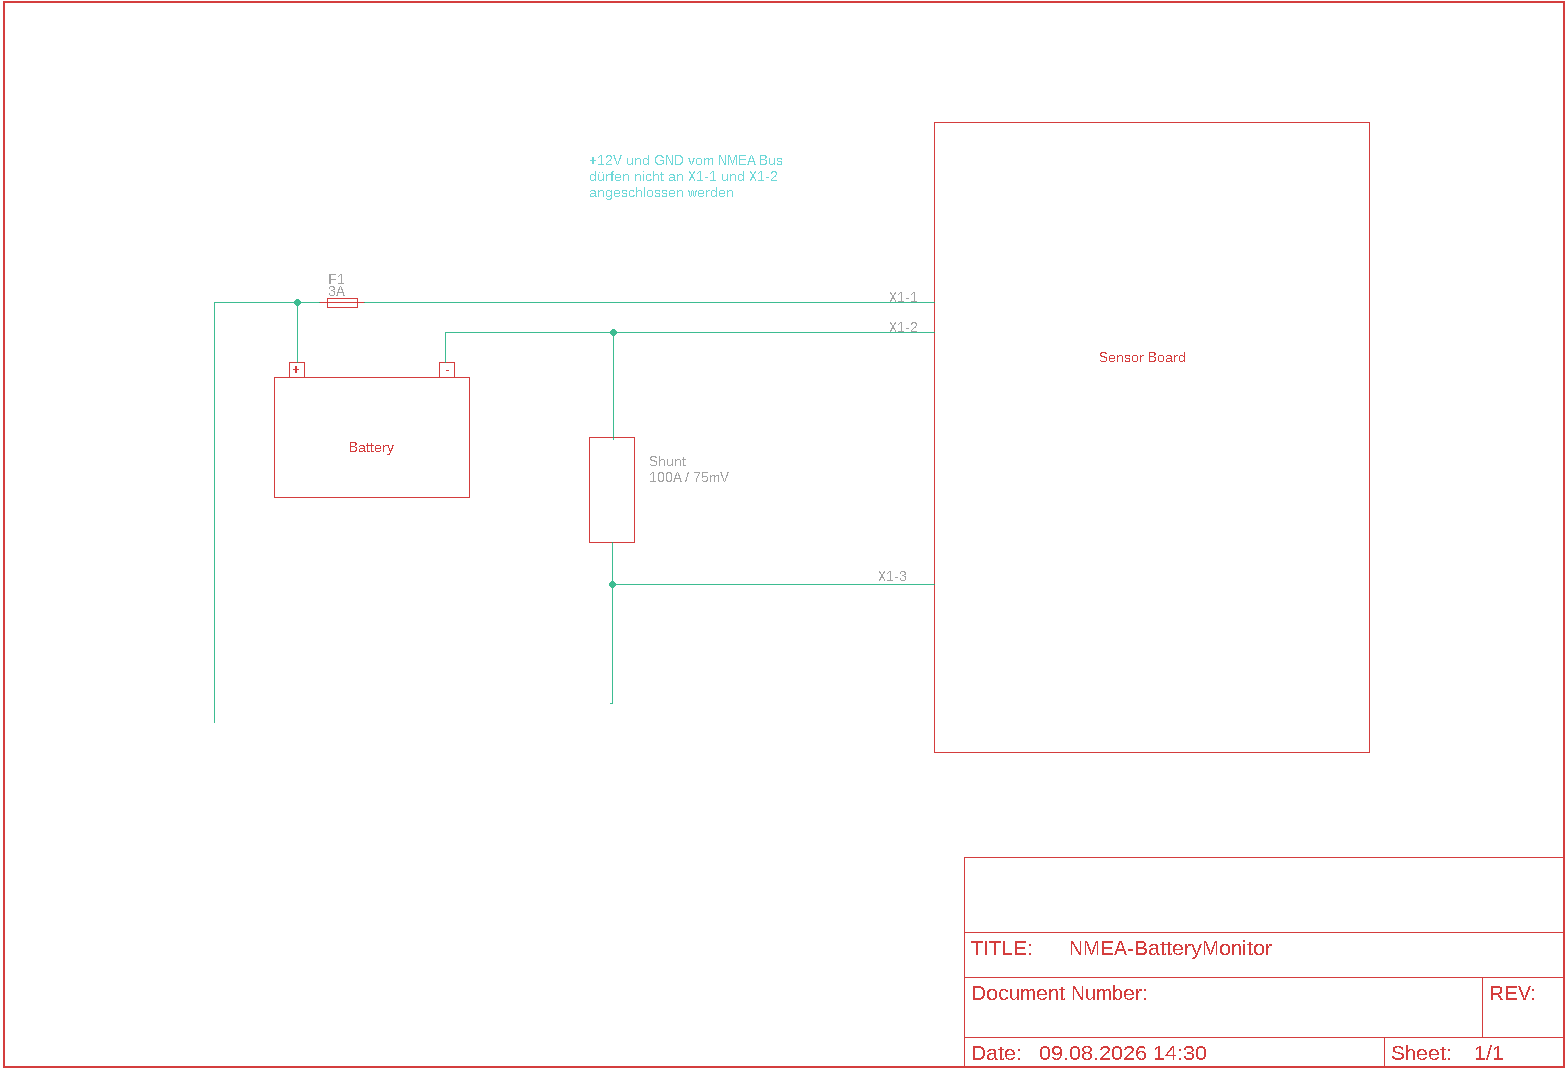 +12V und GND vom NMEA Bus
dürfen nicht an X1-1 und X1-2
angeschlossen werden
F1
3A
X1-1
X1-2
+
-
Sensor Board
Battery
Shunt
100A / 75mV
X1-3
TITLE: NMEA-BatteryMonitor
Document Number:
REV:
Date: 09.08.2026 14:30
Sheet: 1/1